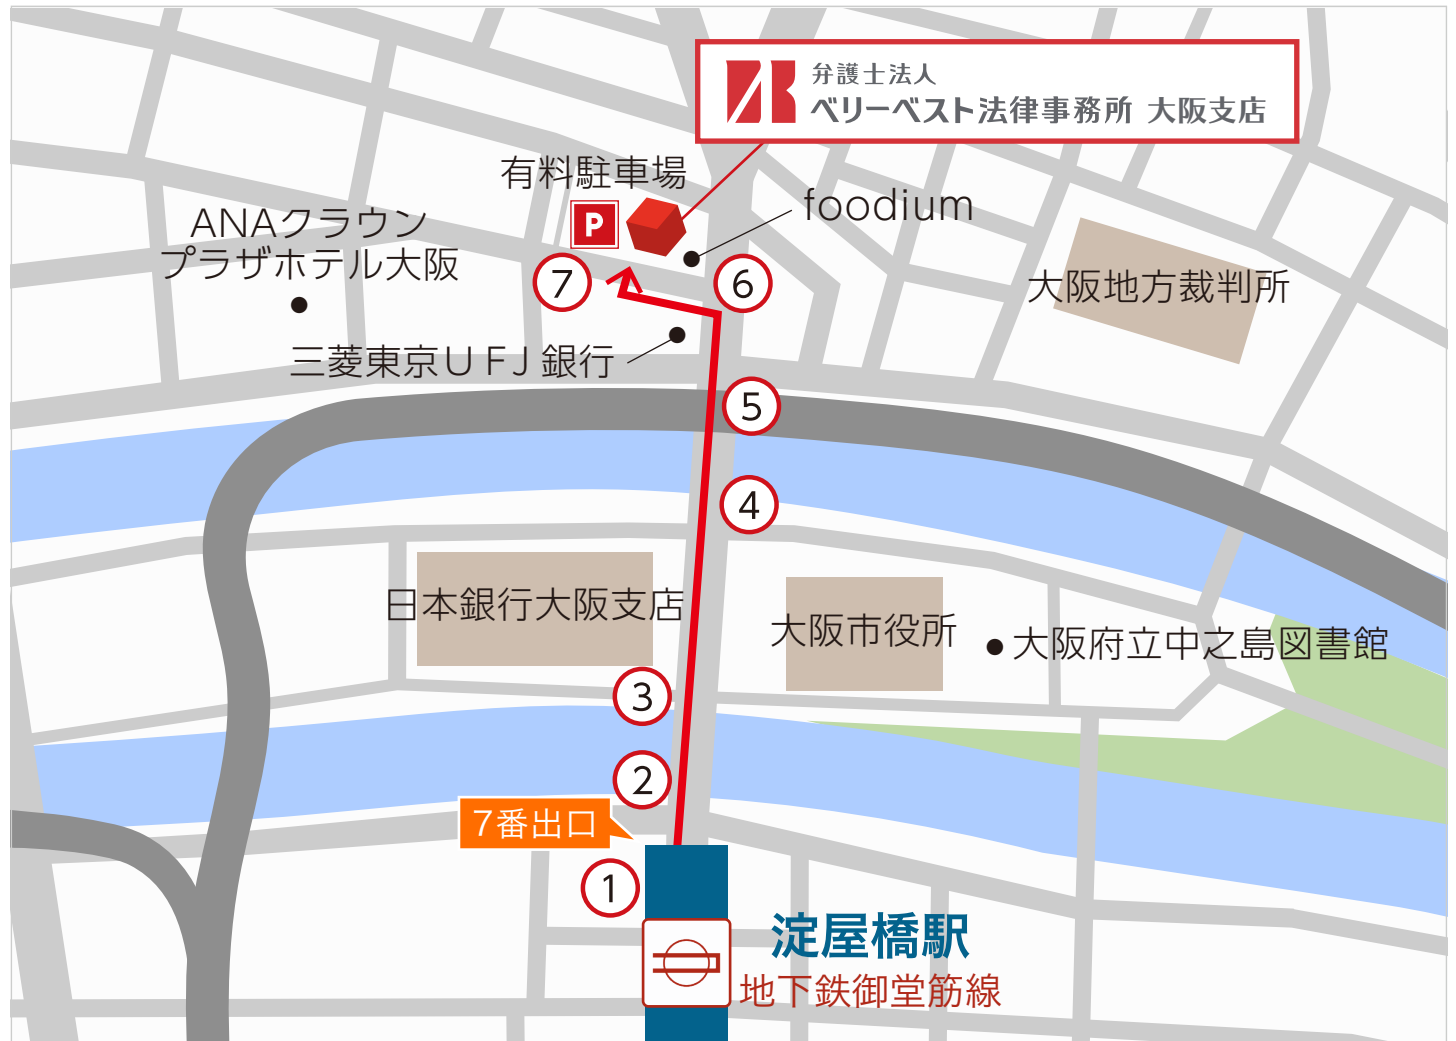 弁護士法人
ベリーベスト法律事務所 大阪支店
有料駐車場
P
foodium
ANAクラウン
プラザホテル大阪
大阪地方裁判所
⑦
⑥
三菱東京UFJ銀行
⑤
④
日本銀行大阪支店
大阪市役所
大阪府立中之島図書館
③
②
7番出口
①
淀屋橋駅
地下鉄御堂筋線